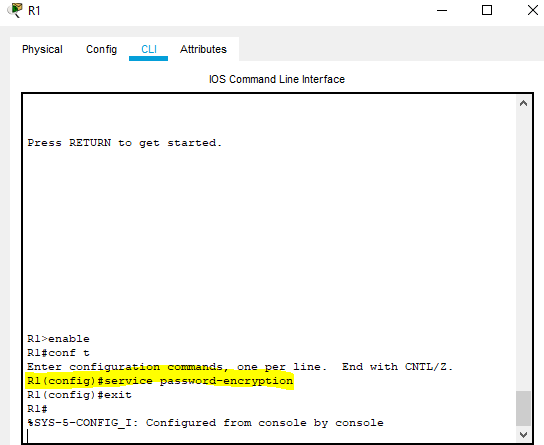 R1
Physical Config CLI Attributes
IOS Command Line Interface
Press RETURN to get started.
R1>enable
R1#conf t
Enter configuration commands, one per line.  End with CNTL/Z.
R1(config)#service password-encryption
R1(config)#exit
R1#
%SYS-5-CONFIG_I: Configured from console by console